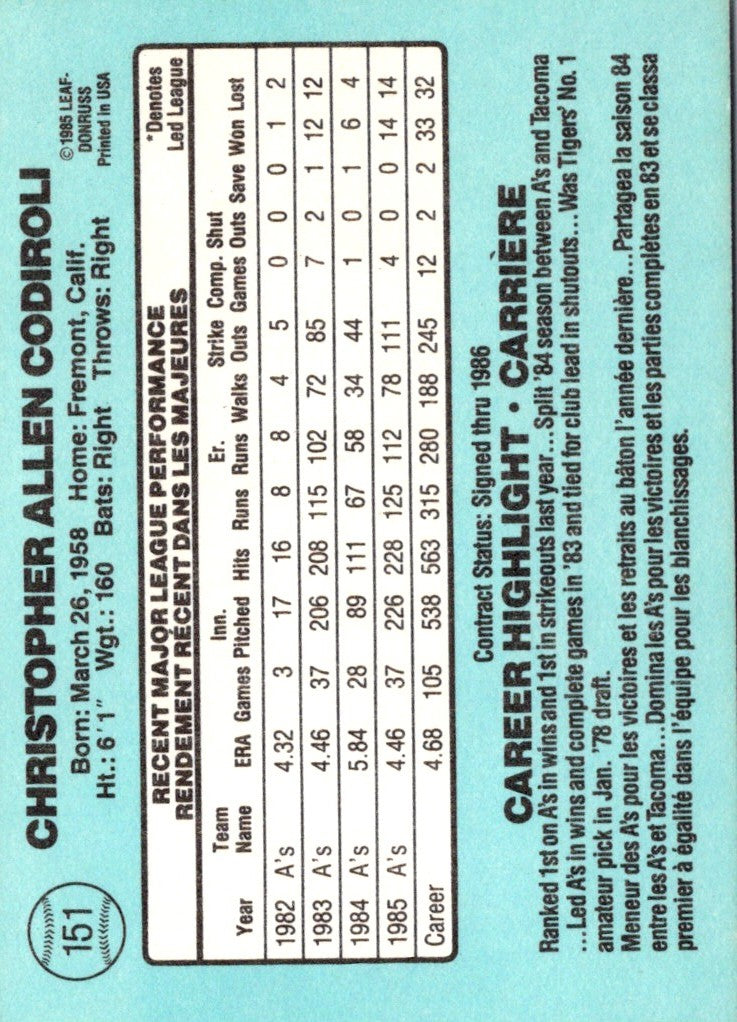 151
CHRISTOPHER ALLEN CODIROLI
Born: March 26, 1958 Home: Fremont, Calif.
Ht.: 6'1" Wgt.: 160 Bats: Right Throws: Right
©1985 LEAF-
DONRUSS
Printed in USA
RECENT MAJOR LEAGUE PERFORMANCE
RENDEMENT RÉCENT DANS LES MAJEURES
*Denotes
Led League
Team Inn. Er. Strike Comp. Shut
Year Name ERA Games Pitched Hits Runs Runs Walks Outs Games Outs Save Won Lost
1982 A's 4.32 3 17 16 8 8 4 5 0 0 0 1 2
1983 A's 4.46 37 206 208 115 102 72 85 7 2 1 12 12
1984 A's 5.84 28 89 111 67 58 34 44 1 0 1 6 4
1985 A's 4.46 37 226 228 125 112 78 111 4 0 0 14 14
Career 4.68 105 538 563 315 280 188 245 12 2 2 33 32
Contract Status: Signed thru 1986
CAREER HIGHLIGHT • CARRIÈRE
Ranked 1st on A's in wins and 1st in strikeouts last year...Split '84 season between A's and Tacoma
...Led A's in wins and complete games in '83 and tied for club lead in shutouts...Was Tigers' No. 1
amateur pick in Jan. '78 draft.
Meneur des A's pour les victoires et les retraits au bâton l'année dernière...Partagea la saison 84
entre les A's et Tacoma...Domina les A's pour les victoires et les parties complètes en 83 et se classa
premier à égalité dans l'équipe pour les blanchissages.